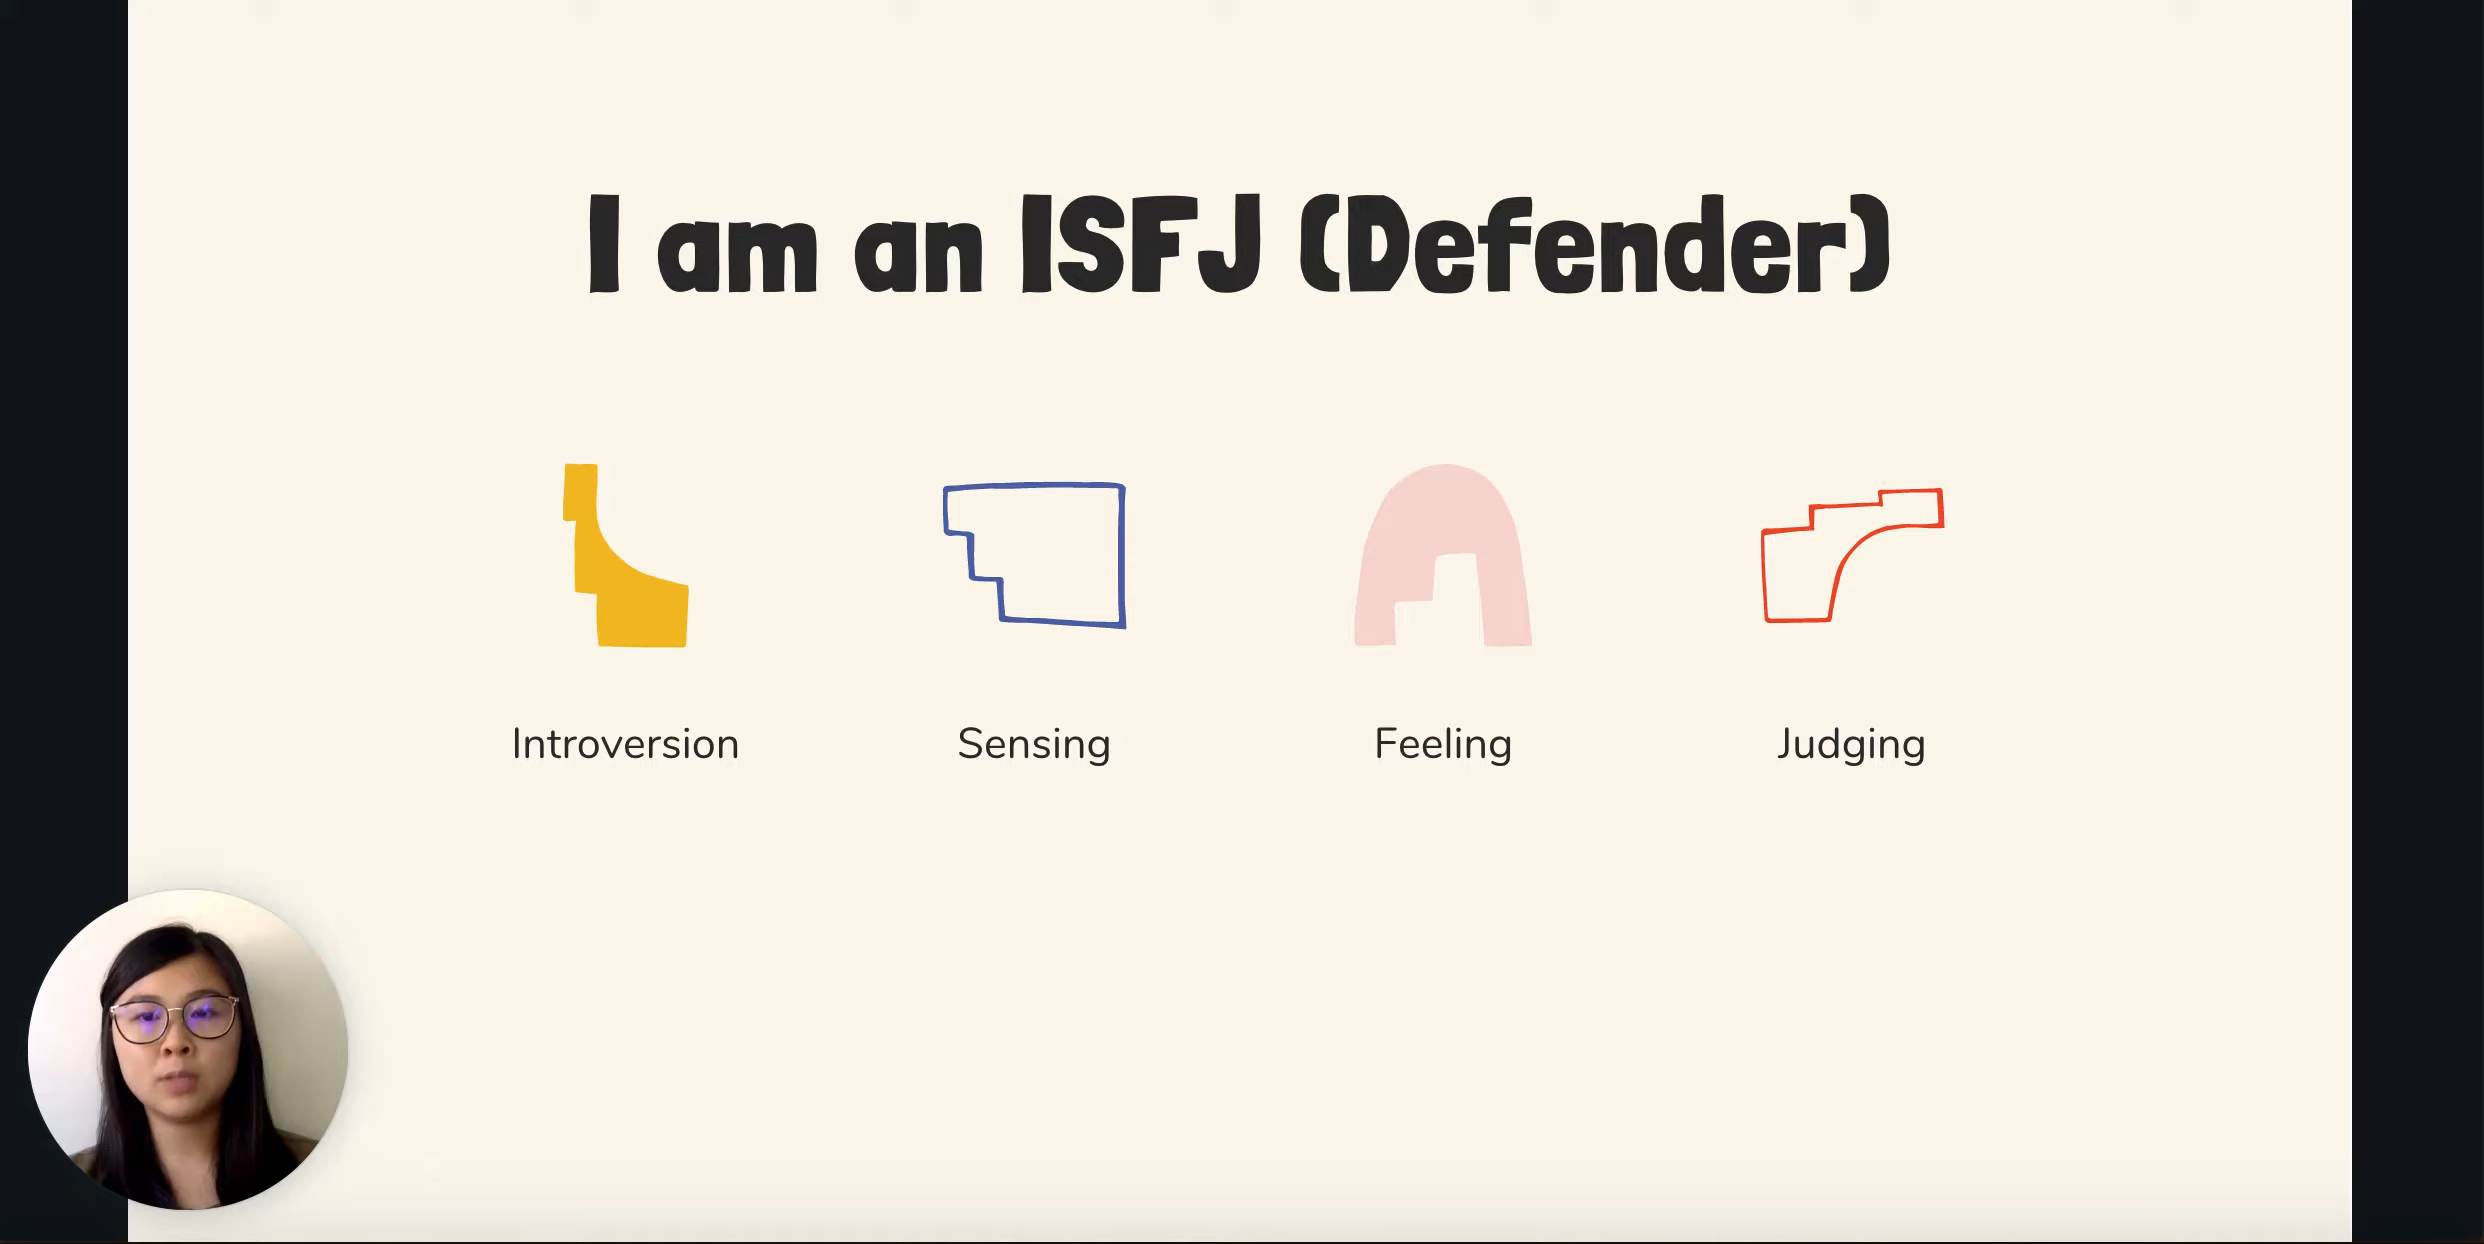 I am an ISFJ (Defender)
Introversion
Sensing
Feeling
Judging